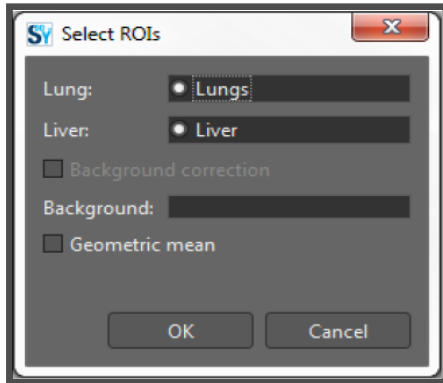 SY Select ROIs
Lung: Lungs
Liver: Liver
Background correction
Background:
Geometric mean
OK Cancel